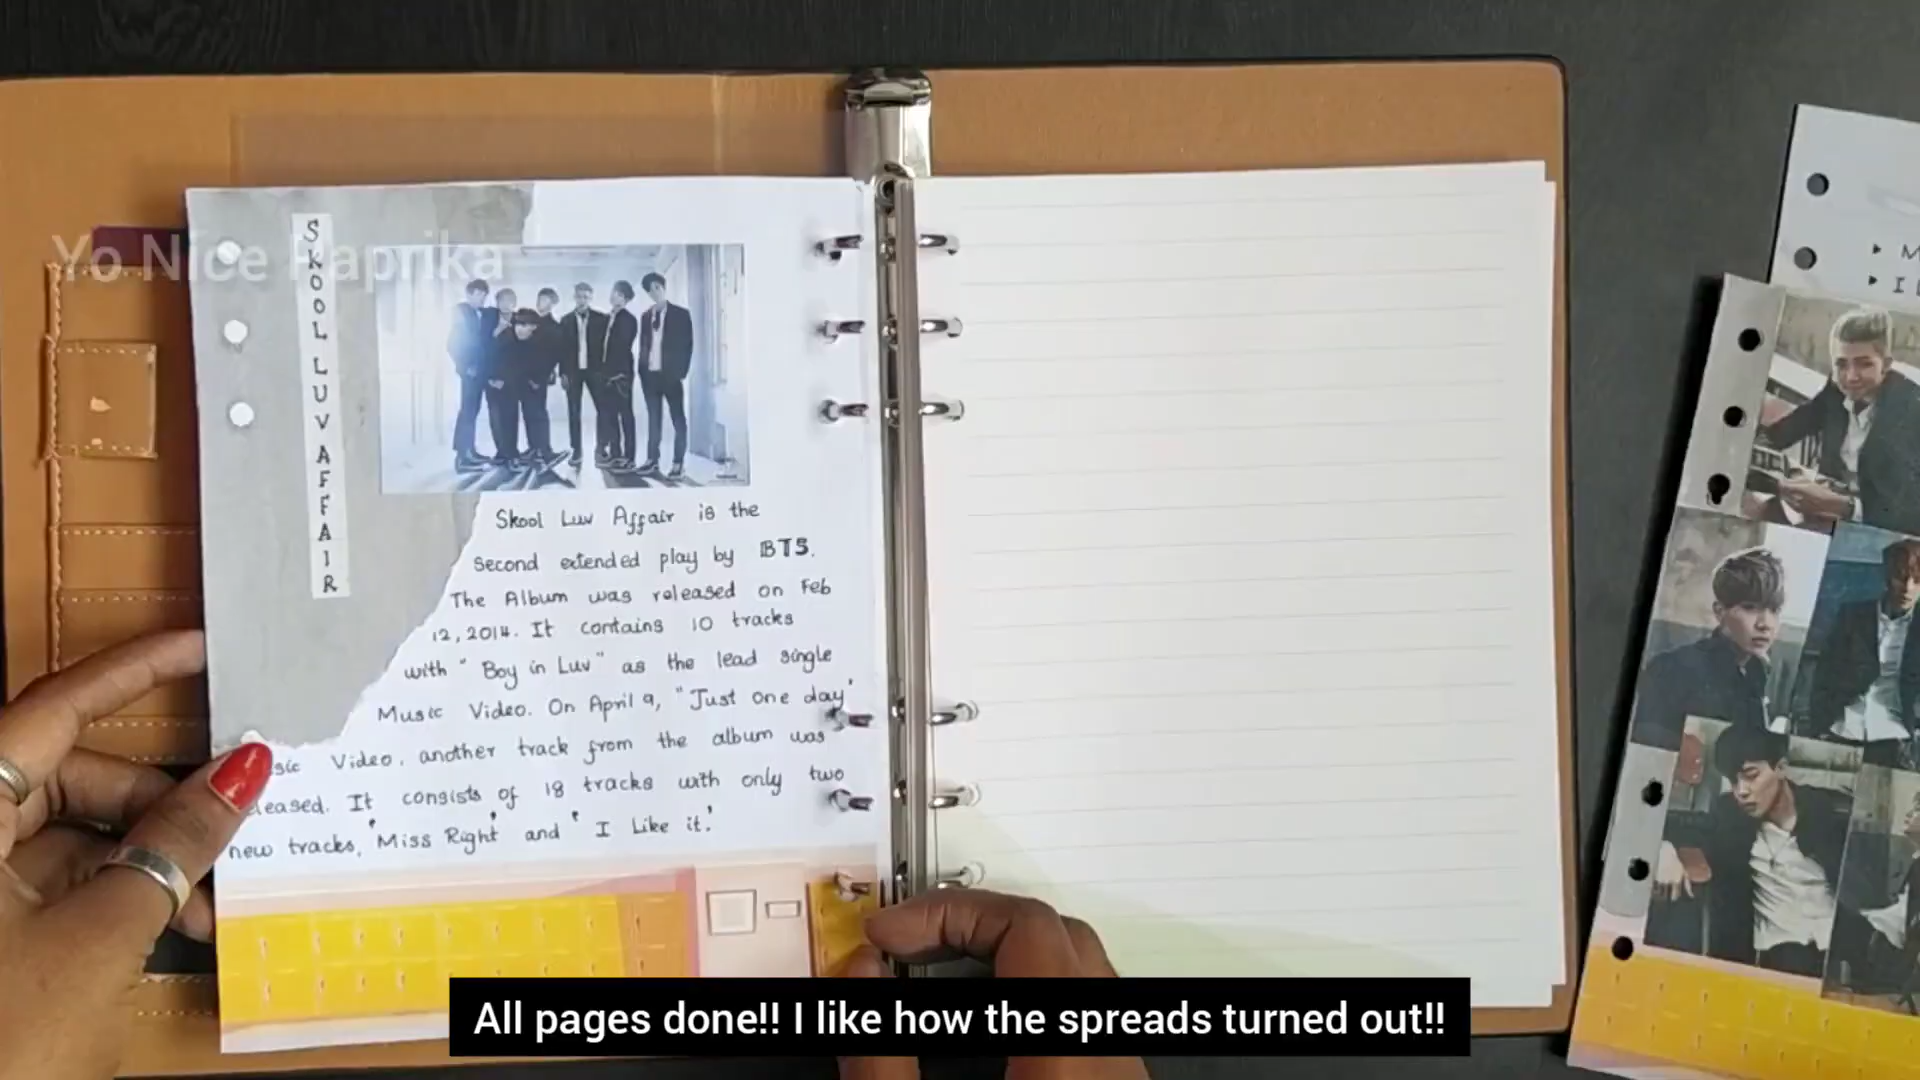 Yo Nice Paprika
SKOOL LUV AFFAIR
Skool Luv Affair is the
Second extended play by BTS.
The Album was released on Feb
12, 2014. It contains 10 tracks
with "Boy in Luv" as the lead single
Music Video. On April 9, "Just one day"
Video, another track from the album was
It consists of 18 tracks with only two
new tracks, 'Miss Right' and 'I Like it.'
All pages done!! I like how the spreads turned out!!